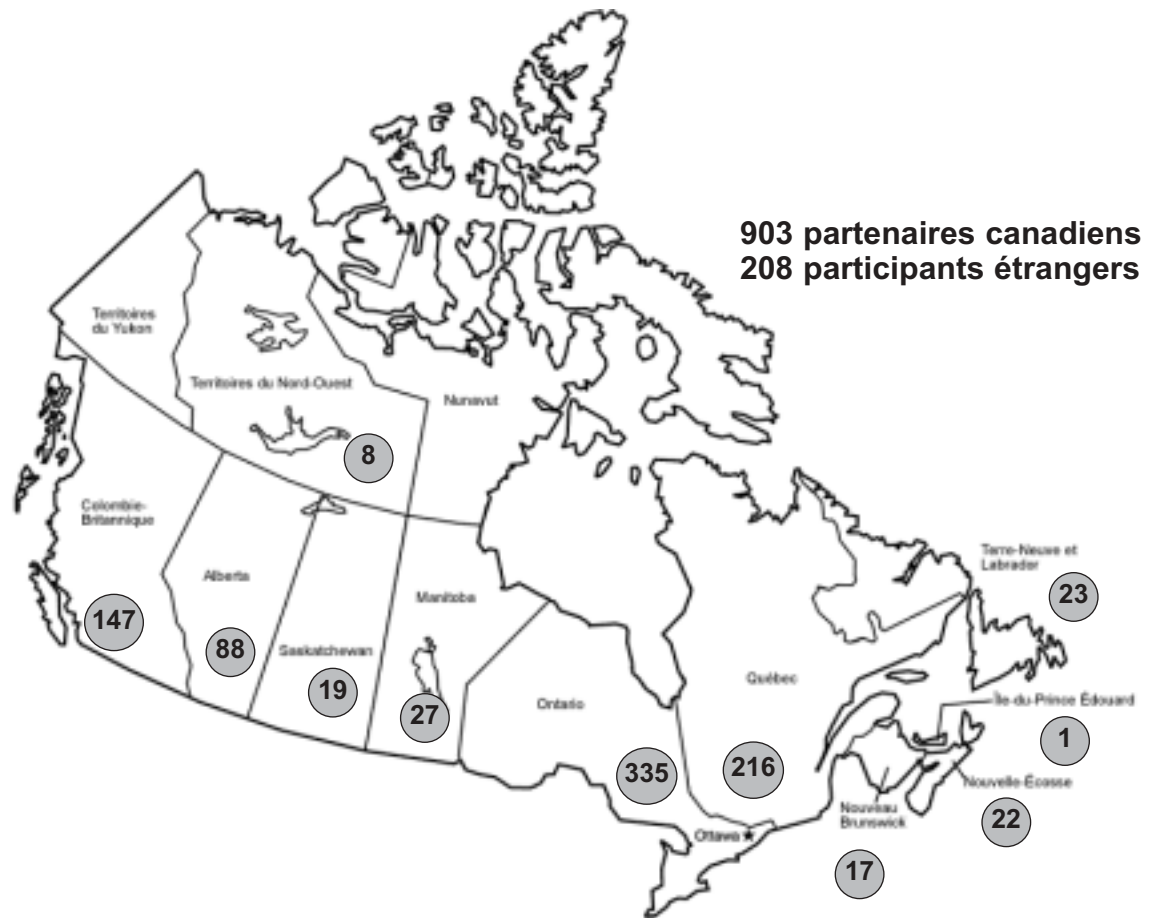 903 partenaires canadiens
208 participants étrangers
Territoires
du Yukon
Territoires du Nord-Ouest
Nunavut
8
Colombie-
Britannique
Terre-Neuve et
Labrador
Alberta
23
Manitoba
147
88
Saskatchewan
19
Québec
27
Ontario
Île-du-Prince Édouard
1
335
216
Nouvelle-Écosse
Nouveau
Brunswick
22
Ottawa
17